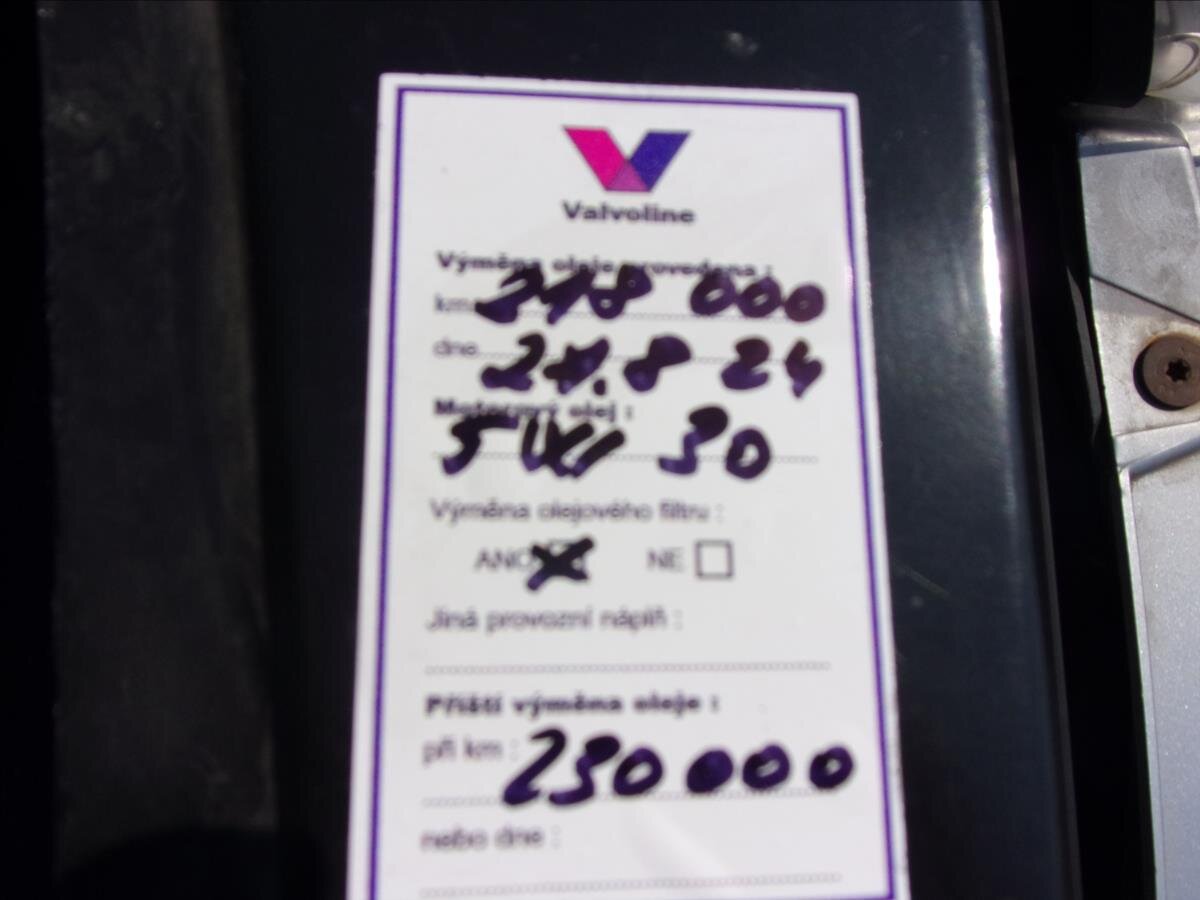 Valvoline
Výměna oleje provedena :
km 218 000
dne 27.8 24
Motorový olej :
5W 30
Výměna olejového filtru :
ANO NE
Jiná provozní náplň :
Příští výměna oleje :
při km : 230 000
nebo dne :